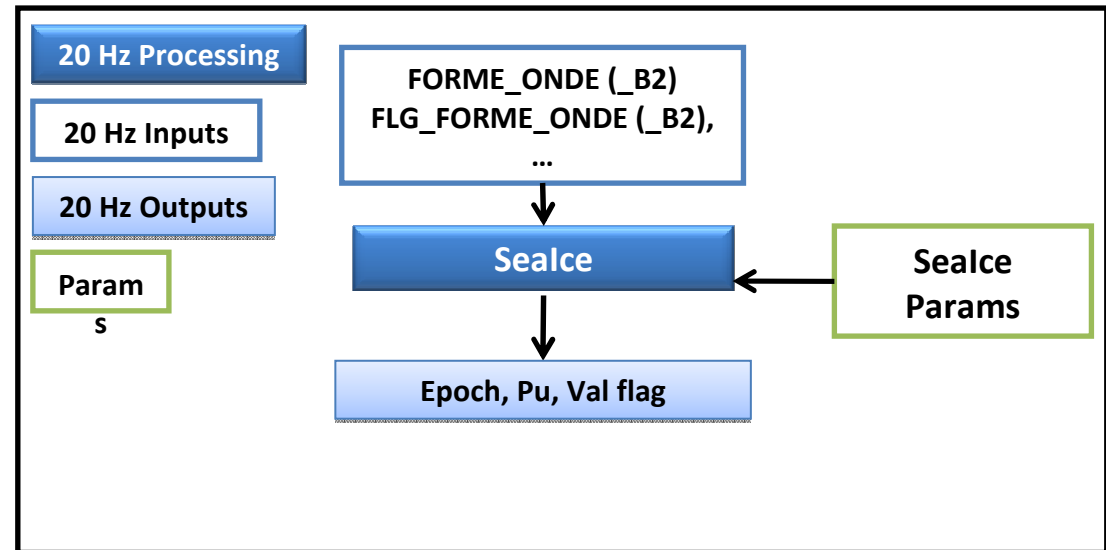 20 Hz Processing
20 Hz Inputs
20 Hz Outputs
Param
s
FORME_ONDE (_B2)
FLG_FORME_ONDE (_B2),
…
SeaIce
SeaIce
Params
Epoch, Pu, Val flag